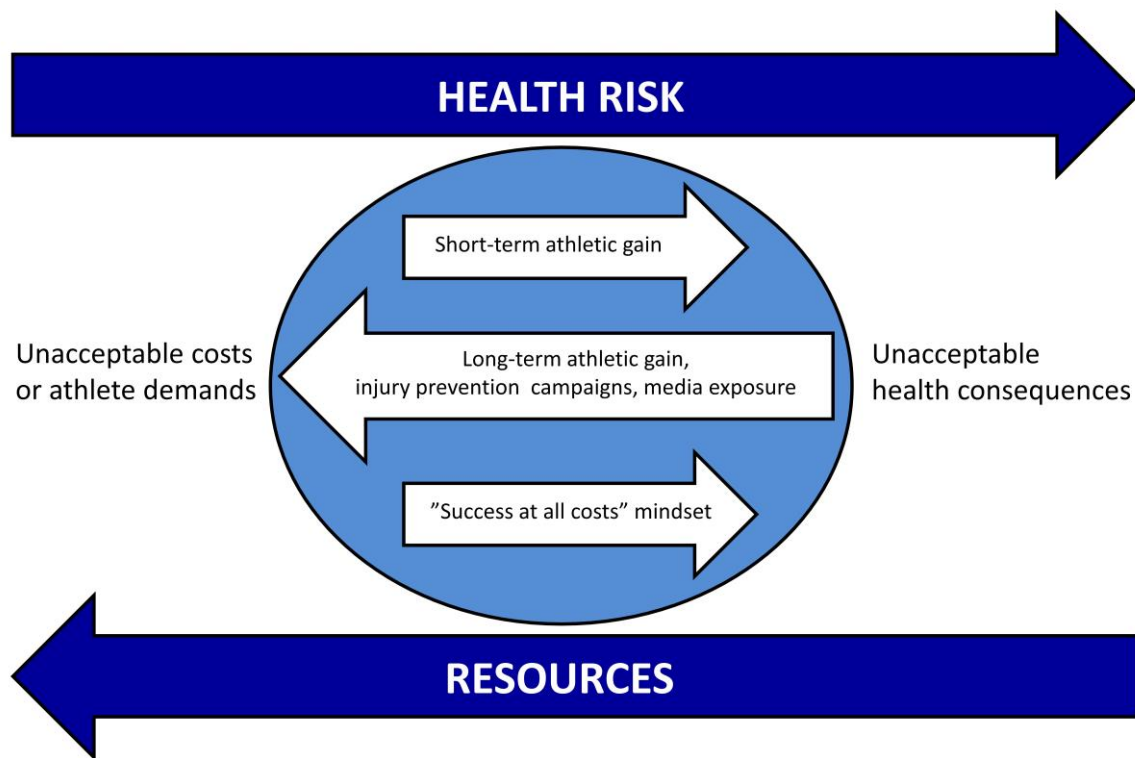 HEALTH RISK
Short-term athletic gain
Unacceptable costs
or athlete demands
Long-term athletic gain,
injury prevention  campaigns, media exposure
Unacceptable
health consequences
”Success at all costs” mindset
RESOURCES